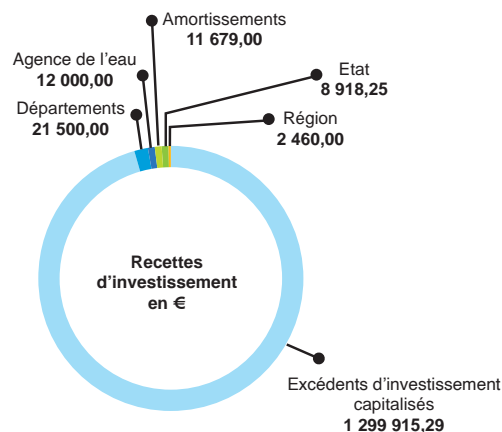 Amortissements
11 679,00
Agence de l'eau
12 000,00
Départements
21 500,00
Etat
8 918,25
Région
2 460,00
Recettes
d'investissement
en €
Excédents d'investissement
capitalisés
1 299 915,29